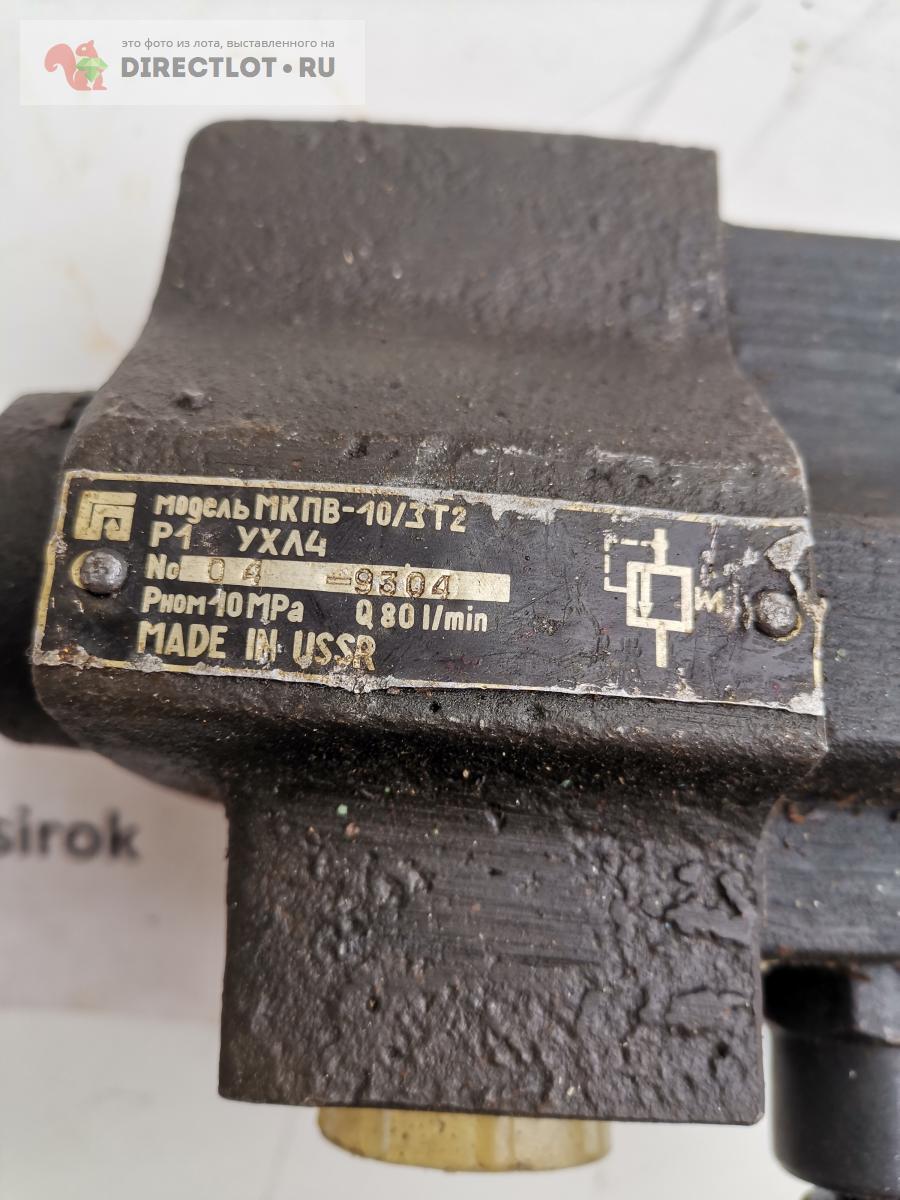 это фото из лота, выставленного на
DIRECTLOT.RU
модель МКПВ-10/3Т2
Р1 УХЛ4
No 04 -9304
Рном 10 MPa Q 80 l/min
MADE IN USSR
sirok